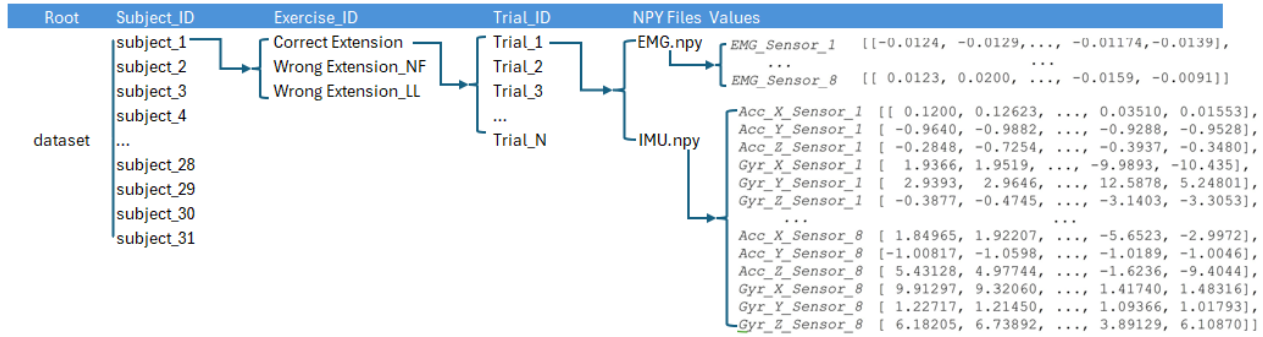 Root Subject_ID Exercise_ID Trial_ID NPY Files Values
dataset
subject_1
subject_2
subject_3
subject_4
...
subject_28
subject_29
subject_30
subject_31
Correct Extension
Wrong Extension_NF
Wrong Extension_LL
Trial_1
Trial_2
Trial_3
...
Trial_N
EMG.npy
IMU.npy
EMG_Sensor_1 [[-0.0124, -0.0129,..., -0.01174,-0.0139],
... ...
EMG_Sensor_8 [[ 0.0123, 0.0200, ..., -0.0159, -0.0091]]
Acc_X_Sensor_1 [[ 0.1200, 0.12623, ..., 0.03510, 0.01553],
Acc_Y_Sensor_1 [ -0.9640, -0.9882, ..., -0.9288, -0.9528],
Acc_Z_Sensor_1 [ -0.2848, -0.7254, ..., -0.3937, -0.3480],
Gyr_X_Sensor_1 [ 1.9366, 1.9519, ..., -9.9893, -10.435],
Gyr_Y_Sensor_1 [ 2.9393, 2.9646, ..., 12.5878, 5.24801],
Gyr_Z_Sensor_1 [ -0.3877, -0.4745, ..., -3.1403, -3.3053],
... ...
Acc_X_Sensor_8 [ 1.84965, 1.92207, ..., -5.6523, -2.9972],
Acc_Y_Sensor_8 [-1.00817, -1.0598, ..., -1.0189, -1.0046],
Acc_Z_Sensor_8 [ 5.43128, 4.97744, ..., -1.6236, -9.4044],
Gyr_X_Sensor_8 [ 9.91297, 9.32060, ..., 1.41740, 1.48316],
Gyr_Y_Sensor_8 [ 1.22717, 1.21450, ..., 1.09366, 1.01793],
Gyr_Z_Sensor_8 [ 6.18205, 6.73892, ..., 3.89129, 6.10870]]